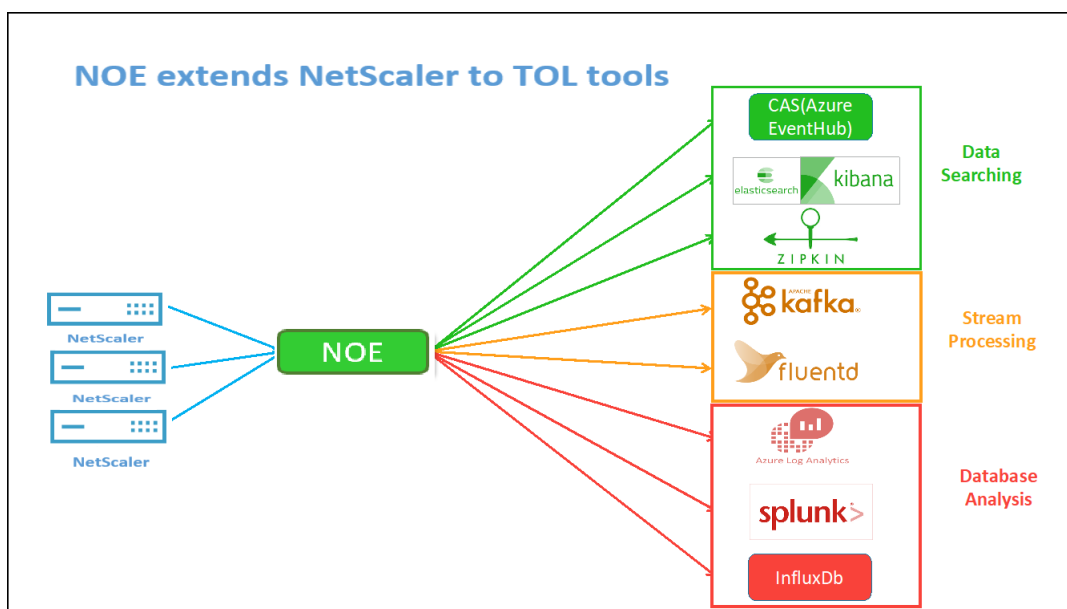 NOE extends NetScaler to TOL tools
CAS(Azure
EventHub)
elasticsearch
kibana
ZIPKIN
Data
Searching
APACHE
kafka®
fluentd
Stream
Processing
NetScaler
NetScaler
NetScaler
NOE
Azure Log Analytics
splunk>
InfluxDb
Database
Analysis